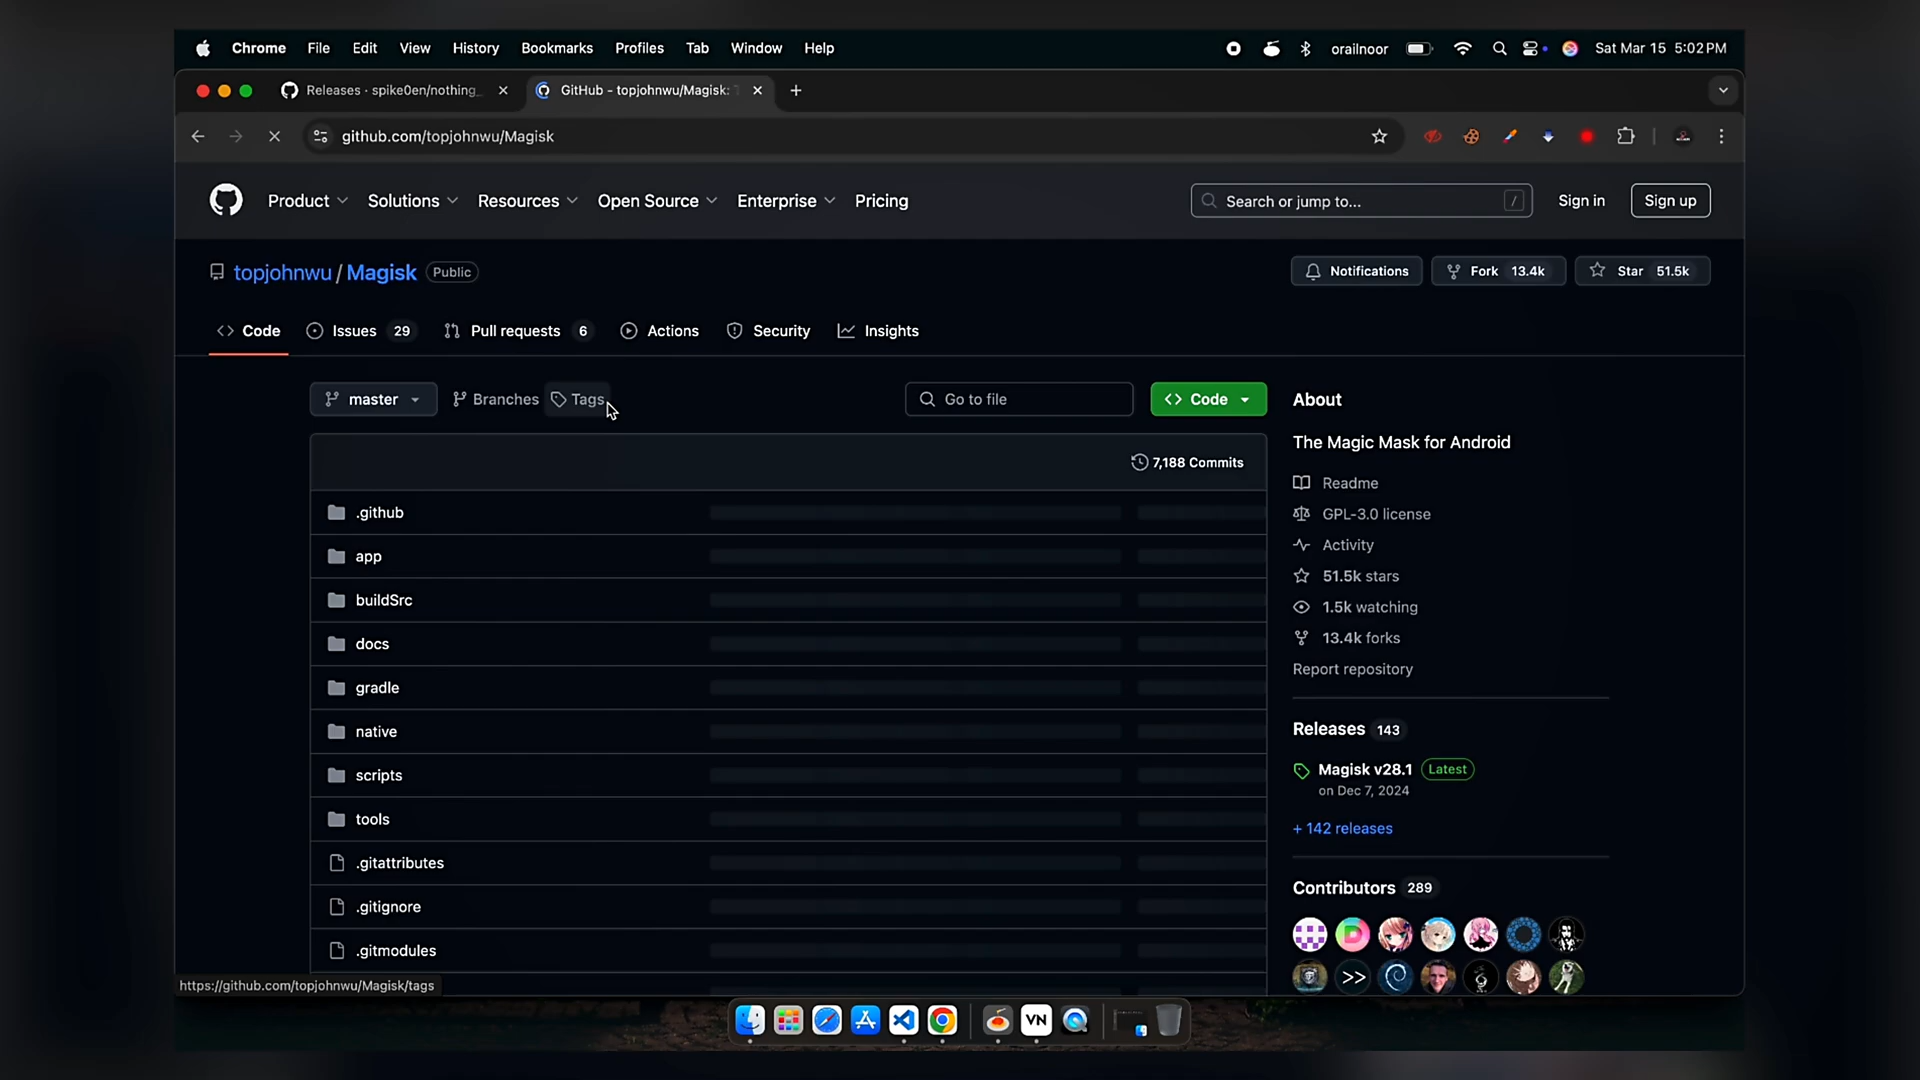 Chrome File Edit View History Bookmarks Profiles Tab Window Help orailnoor Sat Mar 15 5:02 PM
Releases · spike0en/nothing_ GitHub - topjohnwu/Magisk: T
github.com/topjohnwu/Magisk
Product Solutions Resources Open Source Enterprise Pricing Search or jump to... / Sign in Sign up
topjohnwu / Magisk Public Notifications Fork 13.4k Star 51.5k
Code Issues 29 Pull requests 6 Actions Security Insights
master Branches Tags Go to file Code About
The Magic Mask for Android
7,188 Commits
Readme
.github
GPL-3.0 license
Activity
app
51.5k stars
buildSrc
1.5k watching
13.4k forks
docs
Report repository
gradle
native
Releases 143
scripts
Magisk v28.1 Latest
on Dec 7, 2024
tools
+ 142 releases
.gitattributes
Contributors 289
.gitignore
.gitmodules
https://github.com/topjohnwu/Magisk/tags
VN